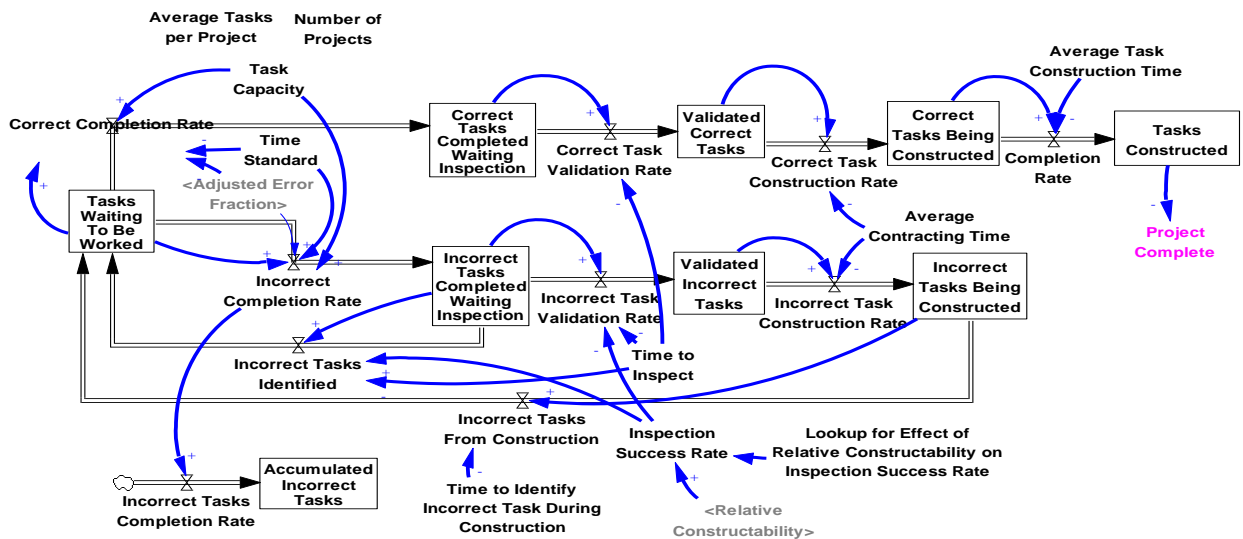 Average Tasks
per Project
Number of
Projects
Task
Capacity
Average Task
Construction Time
+
Correct Completion Rate
Correct
Tasks
Completed
Waiting
Inspection
+
Correct Task
Validation Rate
Validated
Correct
Tasks
+
Correct Task
Construction Rate
Correct
Tasks Being
Constructed
+
-
Completion
Rate
Tasks
Constructed
-
Time
Standard
-
<Adjusted Error
Fraction>
+
Tasks
Waiting
To Be
Worked
-
Project
Complete
-
-
Average
Contracting Time
+
+
+
-
Incorrect
Completion Rate
Incorrect
Tasks
Completed
Waiting
Inspection
+
Incorrect Task
Validation Rate
Validated
Incorrect
Tasks
+
-
Incorrect Task
Construction Rate
Incorrect
Tasks Being
Constructed
+
Incorrect Tasks
Identified
+
-
-
-
Time to
Inspect
+
Incorrect Tasks
From Construction
-
Time to Identify
Incorrect Task During
Construction
Inspection
Success Rate
+
Lookup for Effect of
Relative Constructability on
Inspection Success Rate
-
<Relative
Constructability>
+
Incorrect Tasks
Completion Rate
Accumulated
Incorrect
Tasks